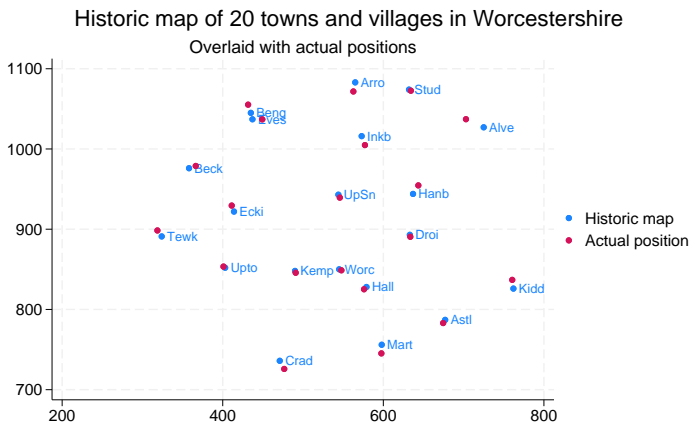 Historic map of 20 towns and villages in Worcestershire
Overlaid with actual positions
1100
1000
900
800
700
200
400
600
800
Arro
Stud
Beng
Eves
Alve
Inkb
Beck
UpSn
Hanb
Ecki
Tewk
Droi
Upto
Kemp
Worc
Hall
Kidd
Astl
Mart
Crad
Historic map
Actual position